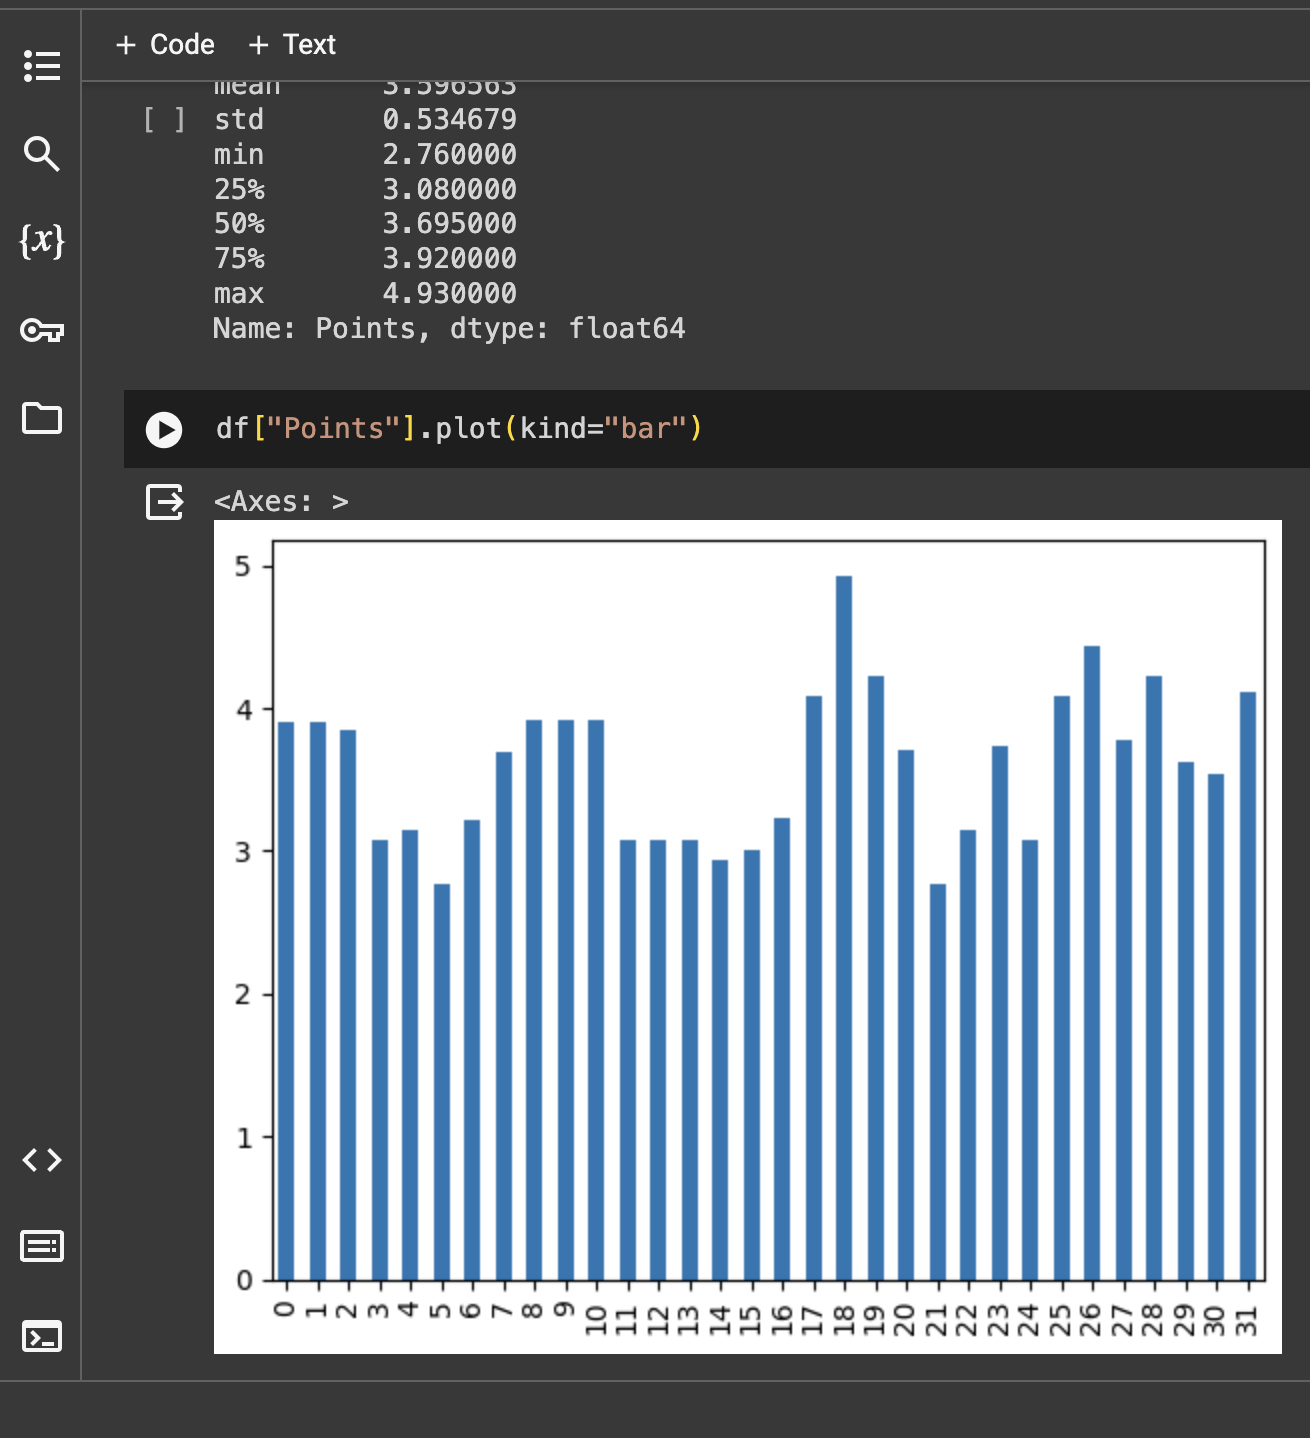 + Code + Text
mean 3.596563
[ ] std 0.534679
min 2.760000
25% 3.080000
50% 3.695000
75% 3.920000
max 4.930000
Name: Points, dtype: float64
{x}
df["Points"].plot(kind="bar")
<Axes: >
5
4
3
2
1
0
0 1 2 3 4 5 6 7 8 9 10 11 12 13 14 15 16 17 18 19 20 21 22 23 24 25 26 27 28 29 30 31